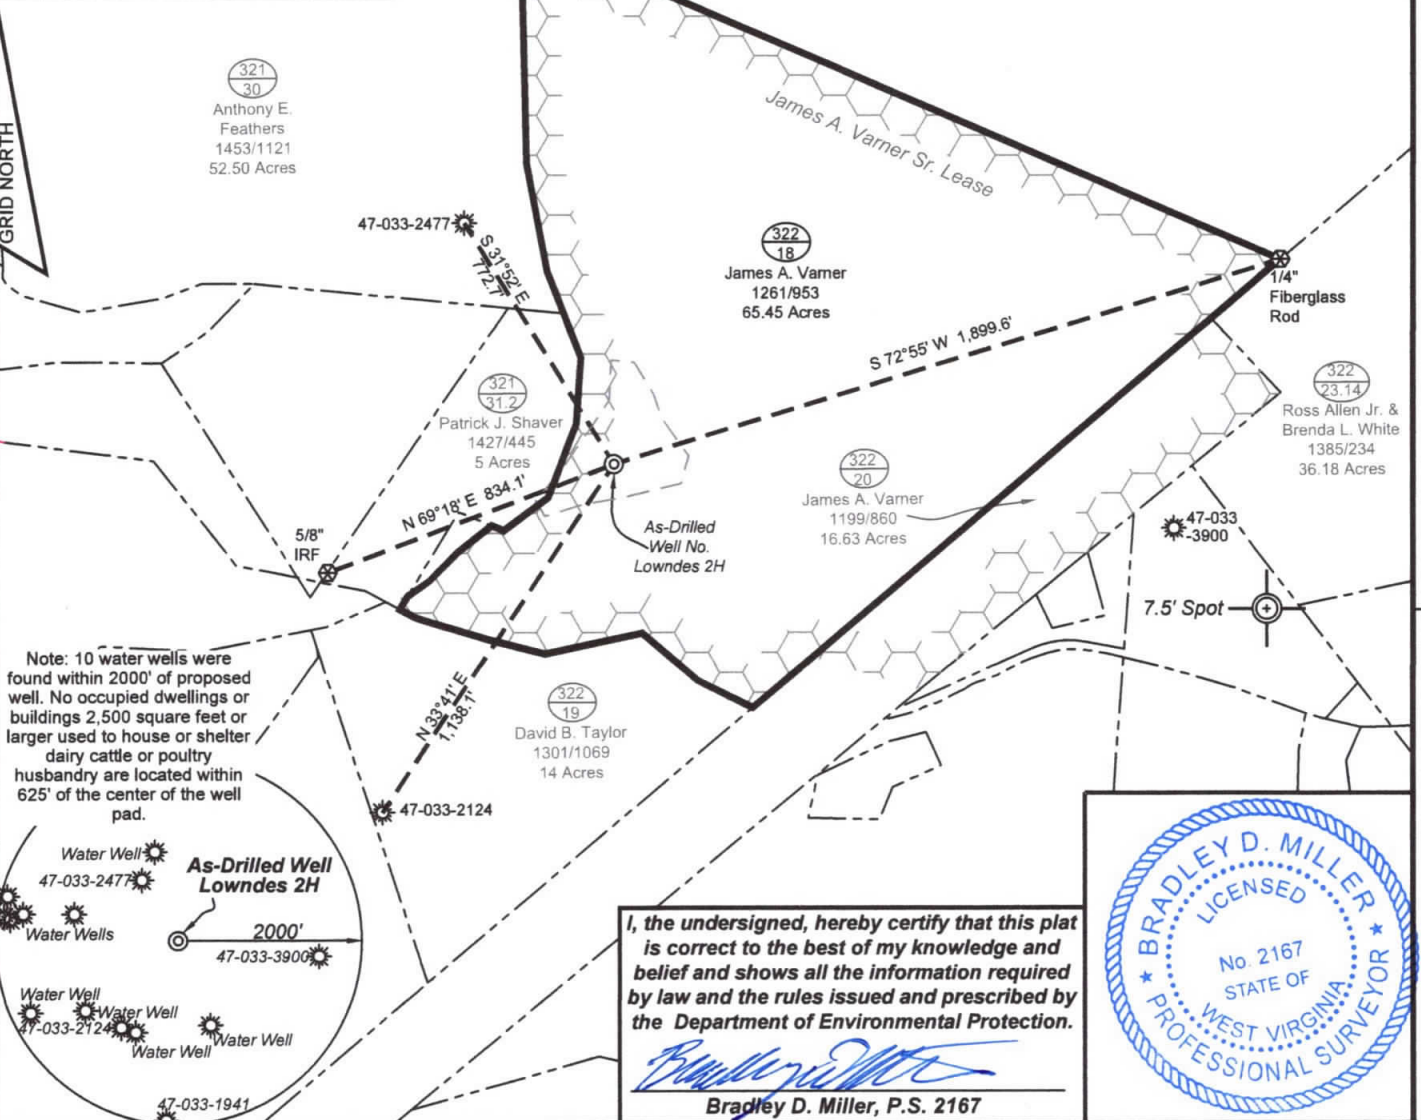 GRID NORTH
321
30
Anthony E.
Feathers
1453/1121
52.50 Acres
James A. Varner Sr. Lease
47-033-2477
S 31°52' E
772.7'
322
18
James A. Varner
1261/953
65.45 Acres
1/4"
Fiberglass
Rod
S 72°55' W 1,899.6'
321
31.2
Patrick J. Shaver
1427/445
5 Acres
322
23.14
Ross Allen Jr. &
Brenda L. White
1385/234
36.18 Acres
N 69°18' E 834.1'
5/8"
IRF
322
20
James A. Varner
1199/860
16.63 Acres
As-Drilled
Well No.
Lowndes 2H
47-033
-3900
7.5' Spot
Note: 10 water wells were
found within 2000' of proposed
well. No occupied dwellings or
buildings 2,500 square feet or
larger used to house or shelter
dairy cattle or poultry
husbandry are located within
625' of the center of the well
pad.
N 33°41' E
1,138.1'
322
19
David B. Taylor
1301/1069
14 Acres
47-033-2124
Water Well
47-033-2477
As-Drilled Well
Lowndes 2H
Water Wells
2000'
47-033-3900
Water Well
Water Well
47-033-2124
Water Well
Water Well
47-033-1941
I, the undersigned, hereby certify that this plat
is correct to the best of my knowledge and
belief and shows all the information required
by law and the rules issued and prescribed by
the Department of Environmental Protection.
Bradley D. Miller, P.S. 2167
BRADLEY D. MILLER
LICENSED
No. 2167
STATE OF
WEST VIRGINIA
PROFESSIONAL SURVEYOR